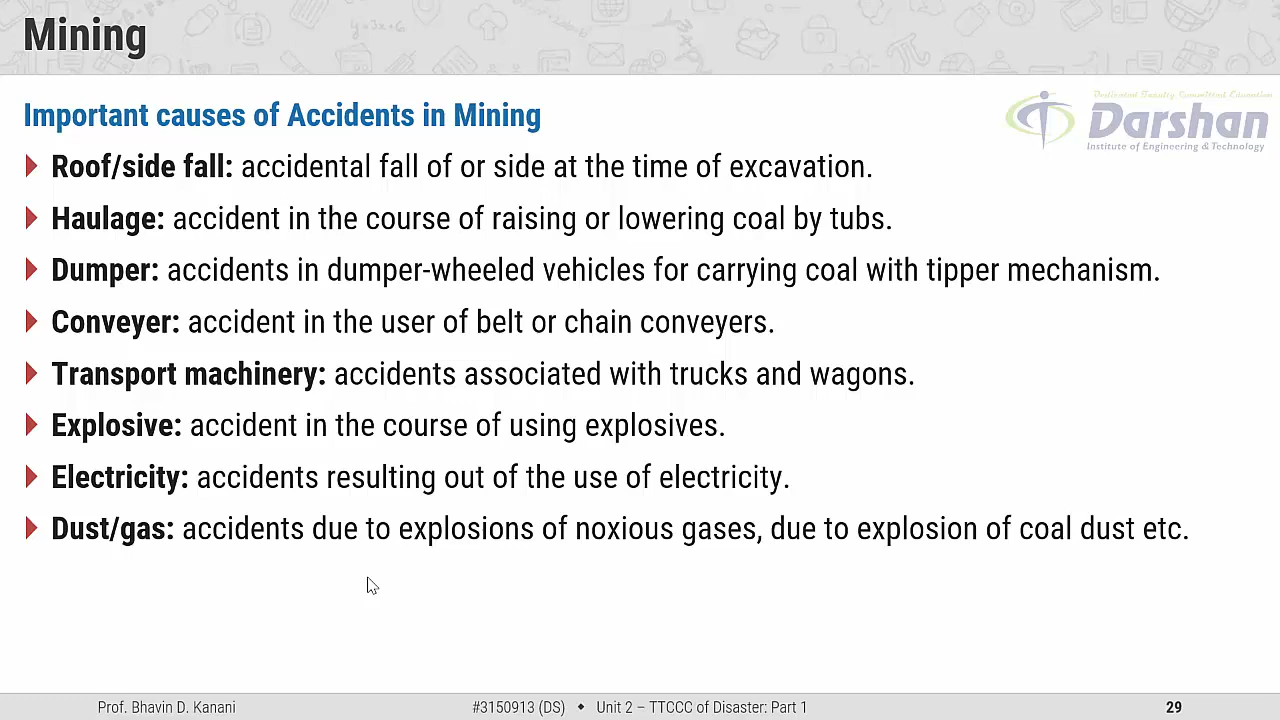 Mining
Important causes of Accidents in Mining
Dedicated Faculty Committed Education
Darshan
Institute of Engineering & Technology
Roof/side fall: accidental fall of or side at the time of excavation.
Haulage: accident in the course of raising or lowering coal by tubs.
Dumper: accidents in dumper-wheeled vehicles for carrying coal with tipper mechanism.
Conveyer: accident in the user of belt or chain conveyers.
Transport machinery: accidents associated with trucks and wagons.
Explosive: accident in the course of using explosives.
Electricity: accidents resulting out of the use of electricity.
Dust/gas: accidents due to explosions of noxious gases, due to explosion of coal dust etc.
Prof. Bhavin D. Kanani #3150913 (DS) ◆ Unit 2 – TTCCC of Disaster: Part 1 29